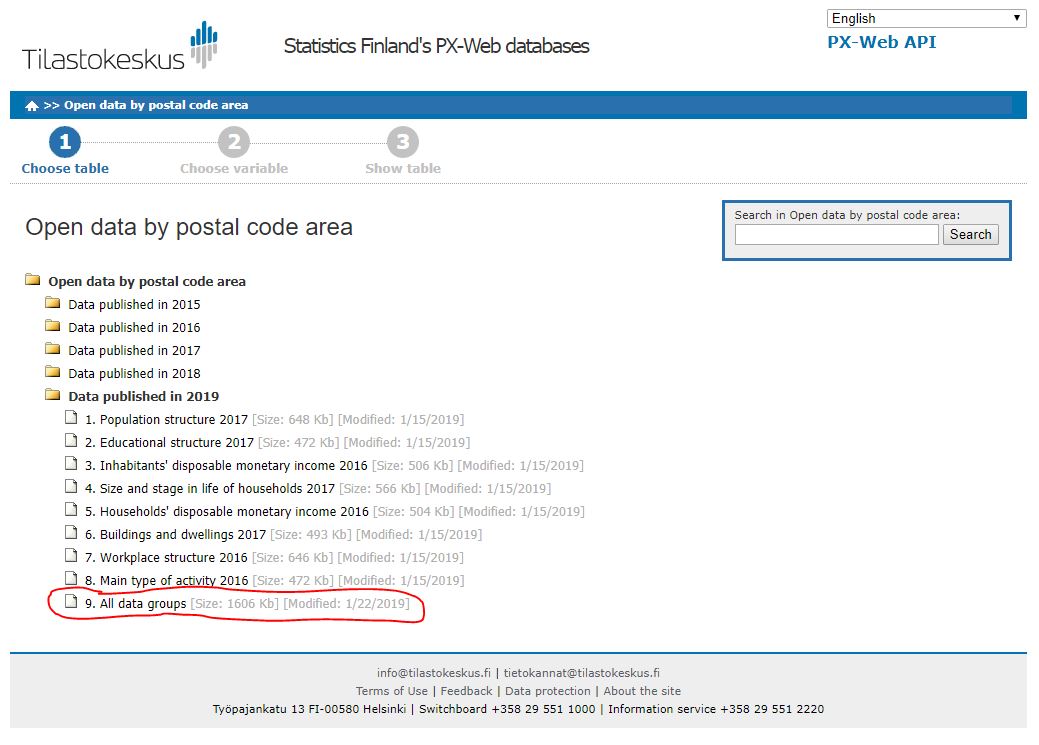 English
PX-Web API
Tilastokeskus
Statistics Finland's PX-Web databases
>> Open data by postal code area
1 2 3
Choose table Choose variable Show table
Open data by postal code area
Search in Open data by postal code area:
Search
Open data by postal code area
Data published in 2015
Data published in 2016
Data published in 2017
Data published in 2018
Data published in 2019
1. Population structure 2017 [Size: 648 Kb] [Modified: 1/15/2019]
2. Educational structure 2017 [Size: 472 Kb] [Modified: 1/15/2019]
3. Inhabitants' disposable monetary income 2016 [Size: 506 Kb] [Modified: 1/15/2019]
4. Size and stage in life of households 2017 [Size: 566 Kb] [Modified: 1/15/2019]
5. Households' disposable monetary income 2016 [Size: 504 Kb] [Modified: 1/15/2019]
6. Buildings and dwellings 2017 [Size: 493 Kb] [Modified: 1/15/2019]
7. Workplace structure 2016 [Size: 646 Kb] [Modified: 1/15/2019]
8. Main type of activity 2016 [Size: 472 Kb] [Modified: 1/15/2019]
9. All data groups [Size: 1606 Kb] [Modified: 1/22/2019]
info@tilastokeskus.fi | tietokannat@tilastokeskus.fi
Terms of Use | Feedback | Data protection | About the site
Työpajankatu 13 FI-00580 Helsinki | Switchboard +358 29 551 1000 | Information service +358 29 551 2220